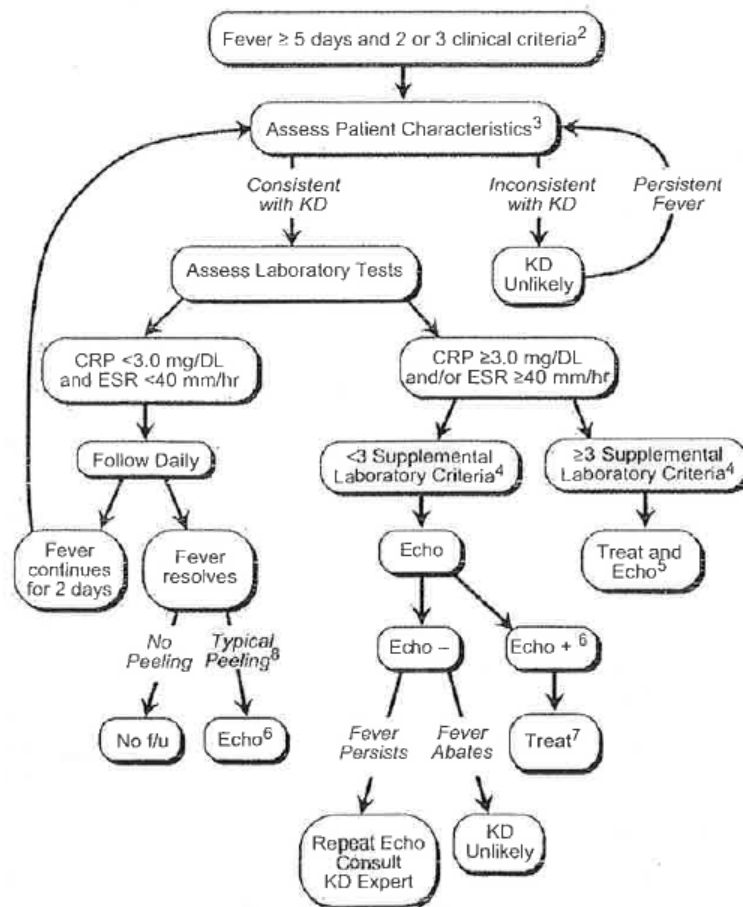 Fever ≥ 5 days and 2 or 3 clinical criteria²
Assess Patient Characteristics³
Consistent
with KD
Inconsistent
with KD
Persistent
Fever
Assess Laboratory Tests
KD
Unlikely
CRP <3.0 mg/DL
and ESR <40 mm/hr
CRP ≥3.0 mg/DL
and/or ESR ≥40 mm/hr
Follow Daily
<3 Supplemental
Laboratory Criteria⁴
≥3 Supplemental
Laboratory Criteria⁴
Fever
continues
for 2 days
Fever
resolves
Echo
Treat and
Echo⁵
No
Peeling
Typical
Peeling⁸
Echo –
Echo + ⁶
No f/u
Echo⁶
Fever
Persists
Fever
Abates
Treat⁷
Repeat Echo
Consult
KD Expert
KD
Unlikely